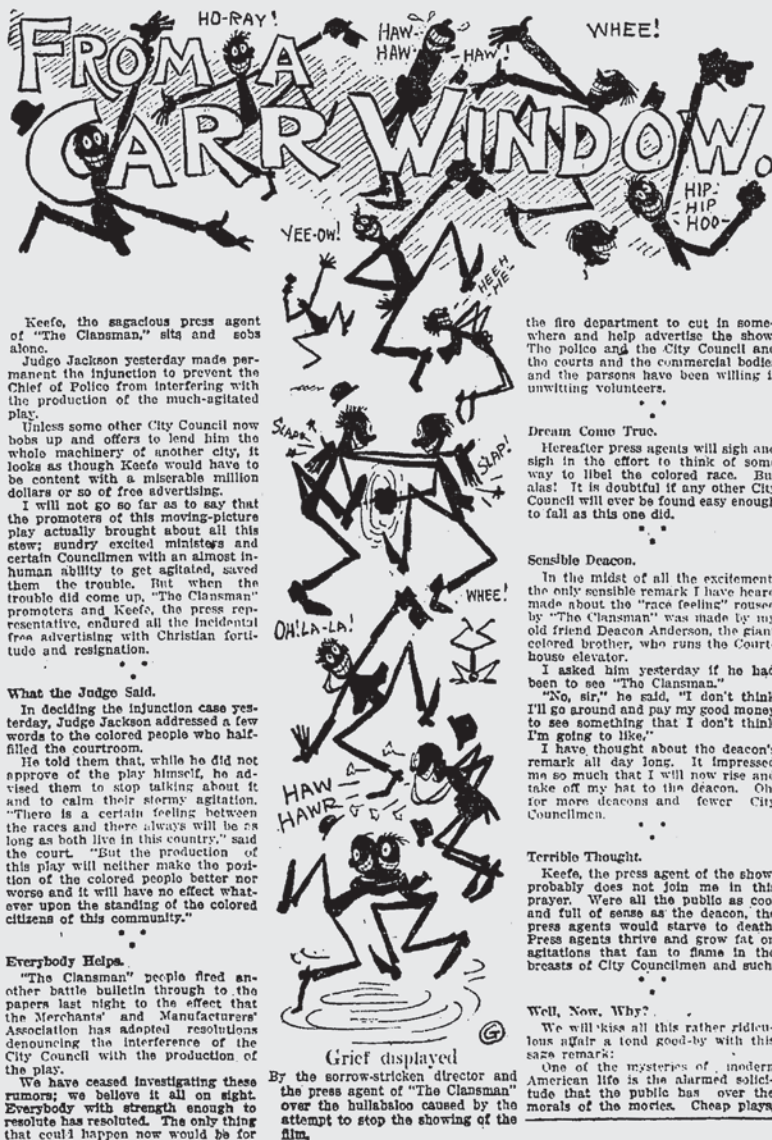 FROM A
CARR WINDOW.
HO-RAY!
HAW
HAW
HAW!
WHEE!
HIP-
HIP
HOO-
YEE-OW!
HEEH
HE-
SLAP
SLAP!
WHEE!
OH! LA-LA!
HAW
HAWR
G
Keefe, the sagacious press agent
of "The Clansman," sits and sobs
alone.
Judge Jackson yesterday made per-
manent the injunction to prevent the
Chief of Police from interfering with
the production of the much-agitated
play.
Unless some other City Council now
bobs up and offers to lend him the
whole machinery of another city, it
looks as though Keefe would have to
be content with a miserable million
dollars or so of free advertising.
I will not go so far as to say that
the promoters of this moving-picture
play actually brought about all this
stew; sundry excited ministers and
certain Councilmen with an almost in-
human ability to get agitated, saved
them the trouble. But when the
trouble did come up, "The Clansman"
promoters and Keefe, the press rep-
resentative, endured all the incidental
free advertising with Christian forti-
tude and resignation.
What the Judge Said.
In deciding the injunction case yes-
terday, Judge Jackson addressed a few
words to the colored people who half-
filled the courtroom.
He told them that, while he did not
approve of the play himself, he ad-
vised them to stop talking about it
and to calm their stormy agitation.
"There is a certain feeling between
the races and there always will be as
long as both live in this country," said
the court. "But the production of
this play will neither make the posi-
tion of the colored people better nor
worse and it will have no effect what-
ever upon the standing of the colored
citizens of this community."
Everybody Helps.
"The Clansman" people fired an-
other battle bulletin through to the
papers last night to the effect that
the Merchants' and Manufacturers'
Association has adopted resolutions
denouncing the interference of the
City Council with the production of
the play.
We have ceased investigating these
rumors; we believe it all on sight.
Everybody with strength enough to
resolute has resoluted. The only thing
that could happen now would be for
Grief displayed
By the sorrow-stricken director and
the press agent of "The Clansman"
over the hullabaloo caused by the
attempt to stop the showing of the
film.
the fire department to cut in some-
where and help advertise the show
The police and the City Council and
the courts and the commercial bodie
and the parsons have been willing i
unwitting volunteers.
Dream Come True.
Hereafter press agents will sigh and
sigh in the effort to think of som
way to libel the colored race. Bu
alas! It is doubtful if any other City
Council will ever be found easy enough
to fall as this one did.
Sensible Deacon.
In the midst of all the excitement
the only sensible remark I have heard
made about the "race feeling" roused
by "The Clansman" was made by my
old friend Deacon Anderson, the gian
colored brother, who runs the Court-
house elevator.
I asked him yesterday if he had
been to see "The Clansman."
"No, sir," he said, "I don't think
I'll go around and pay my good money
to see something that I don't think
I'm going to like."
I have thought about the deacon's
remark all day long. It impressed
me so much that I will now rise and
take off my hat to the deacon. Oh
for more deacons and fewer City
Councilmen.
Terrible Thought.
Keefe, the press agent of the show
probably does not join me in this
prayer. Were all the public as coo
and full of sense as the deacon, the
press agents would starve to death
Press agents thrive and grow fat on
agitations that fan to flame in the
breasts of City Councilmen and such
Well, Now, Why?
We will kiss all this rather ridicu-
lous affair a fond good-by with this
sage remark:
One of the mysteries of modern
American life is the alarmed solici-
tude that the public has over the
morals of the movies. Cheap plays